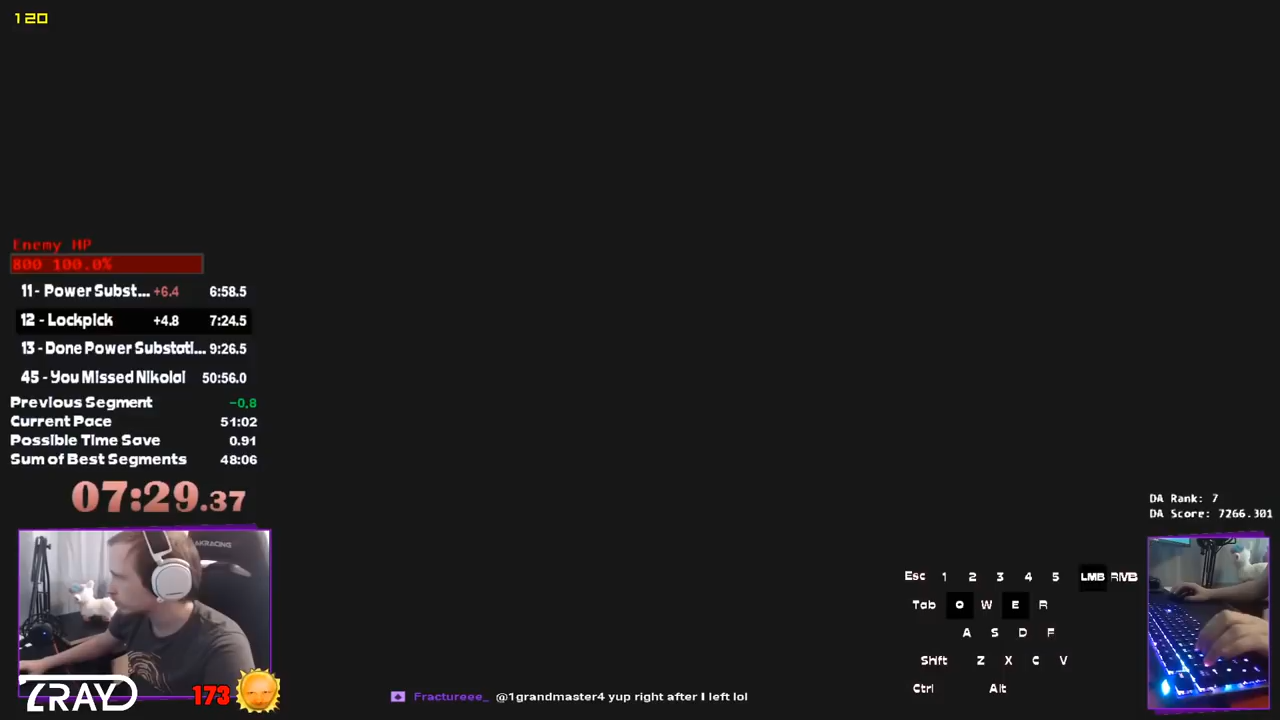 120
Enemy HP
800 100.0%
11 - Power Subst... +6.4 6:58.5
12 - Lockpick +4.8 7:24.5
13 - Done Power Substati... 9:26.5
45 - You Missed Nikolai 50:56.0
Previous Segment -0.8
Current Pace 51:02
Possible Time Save 0.91
Sum of Best Segments 48:06
07:29.37
DA Rank: 7
DA Score: 7266.301
AKRACING
Esc 1 2 3 4 5 LMB RMB
Tab Q W E R
A S D F
Shift Z X C V
Ctrl Alt
ZRAY 173
Fractureee_ @1grandmaster4 yup right after I left lol